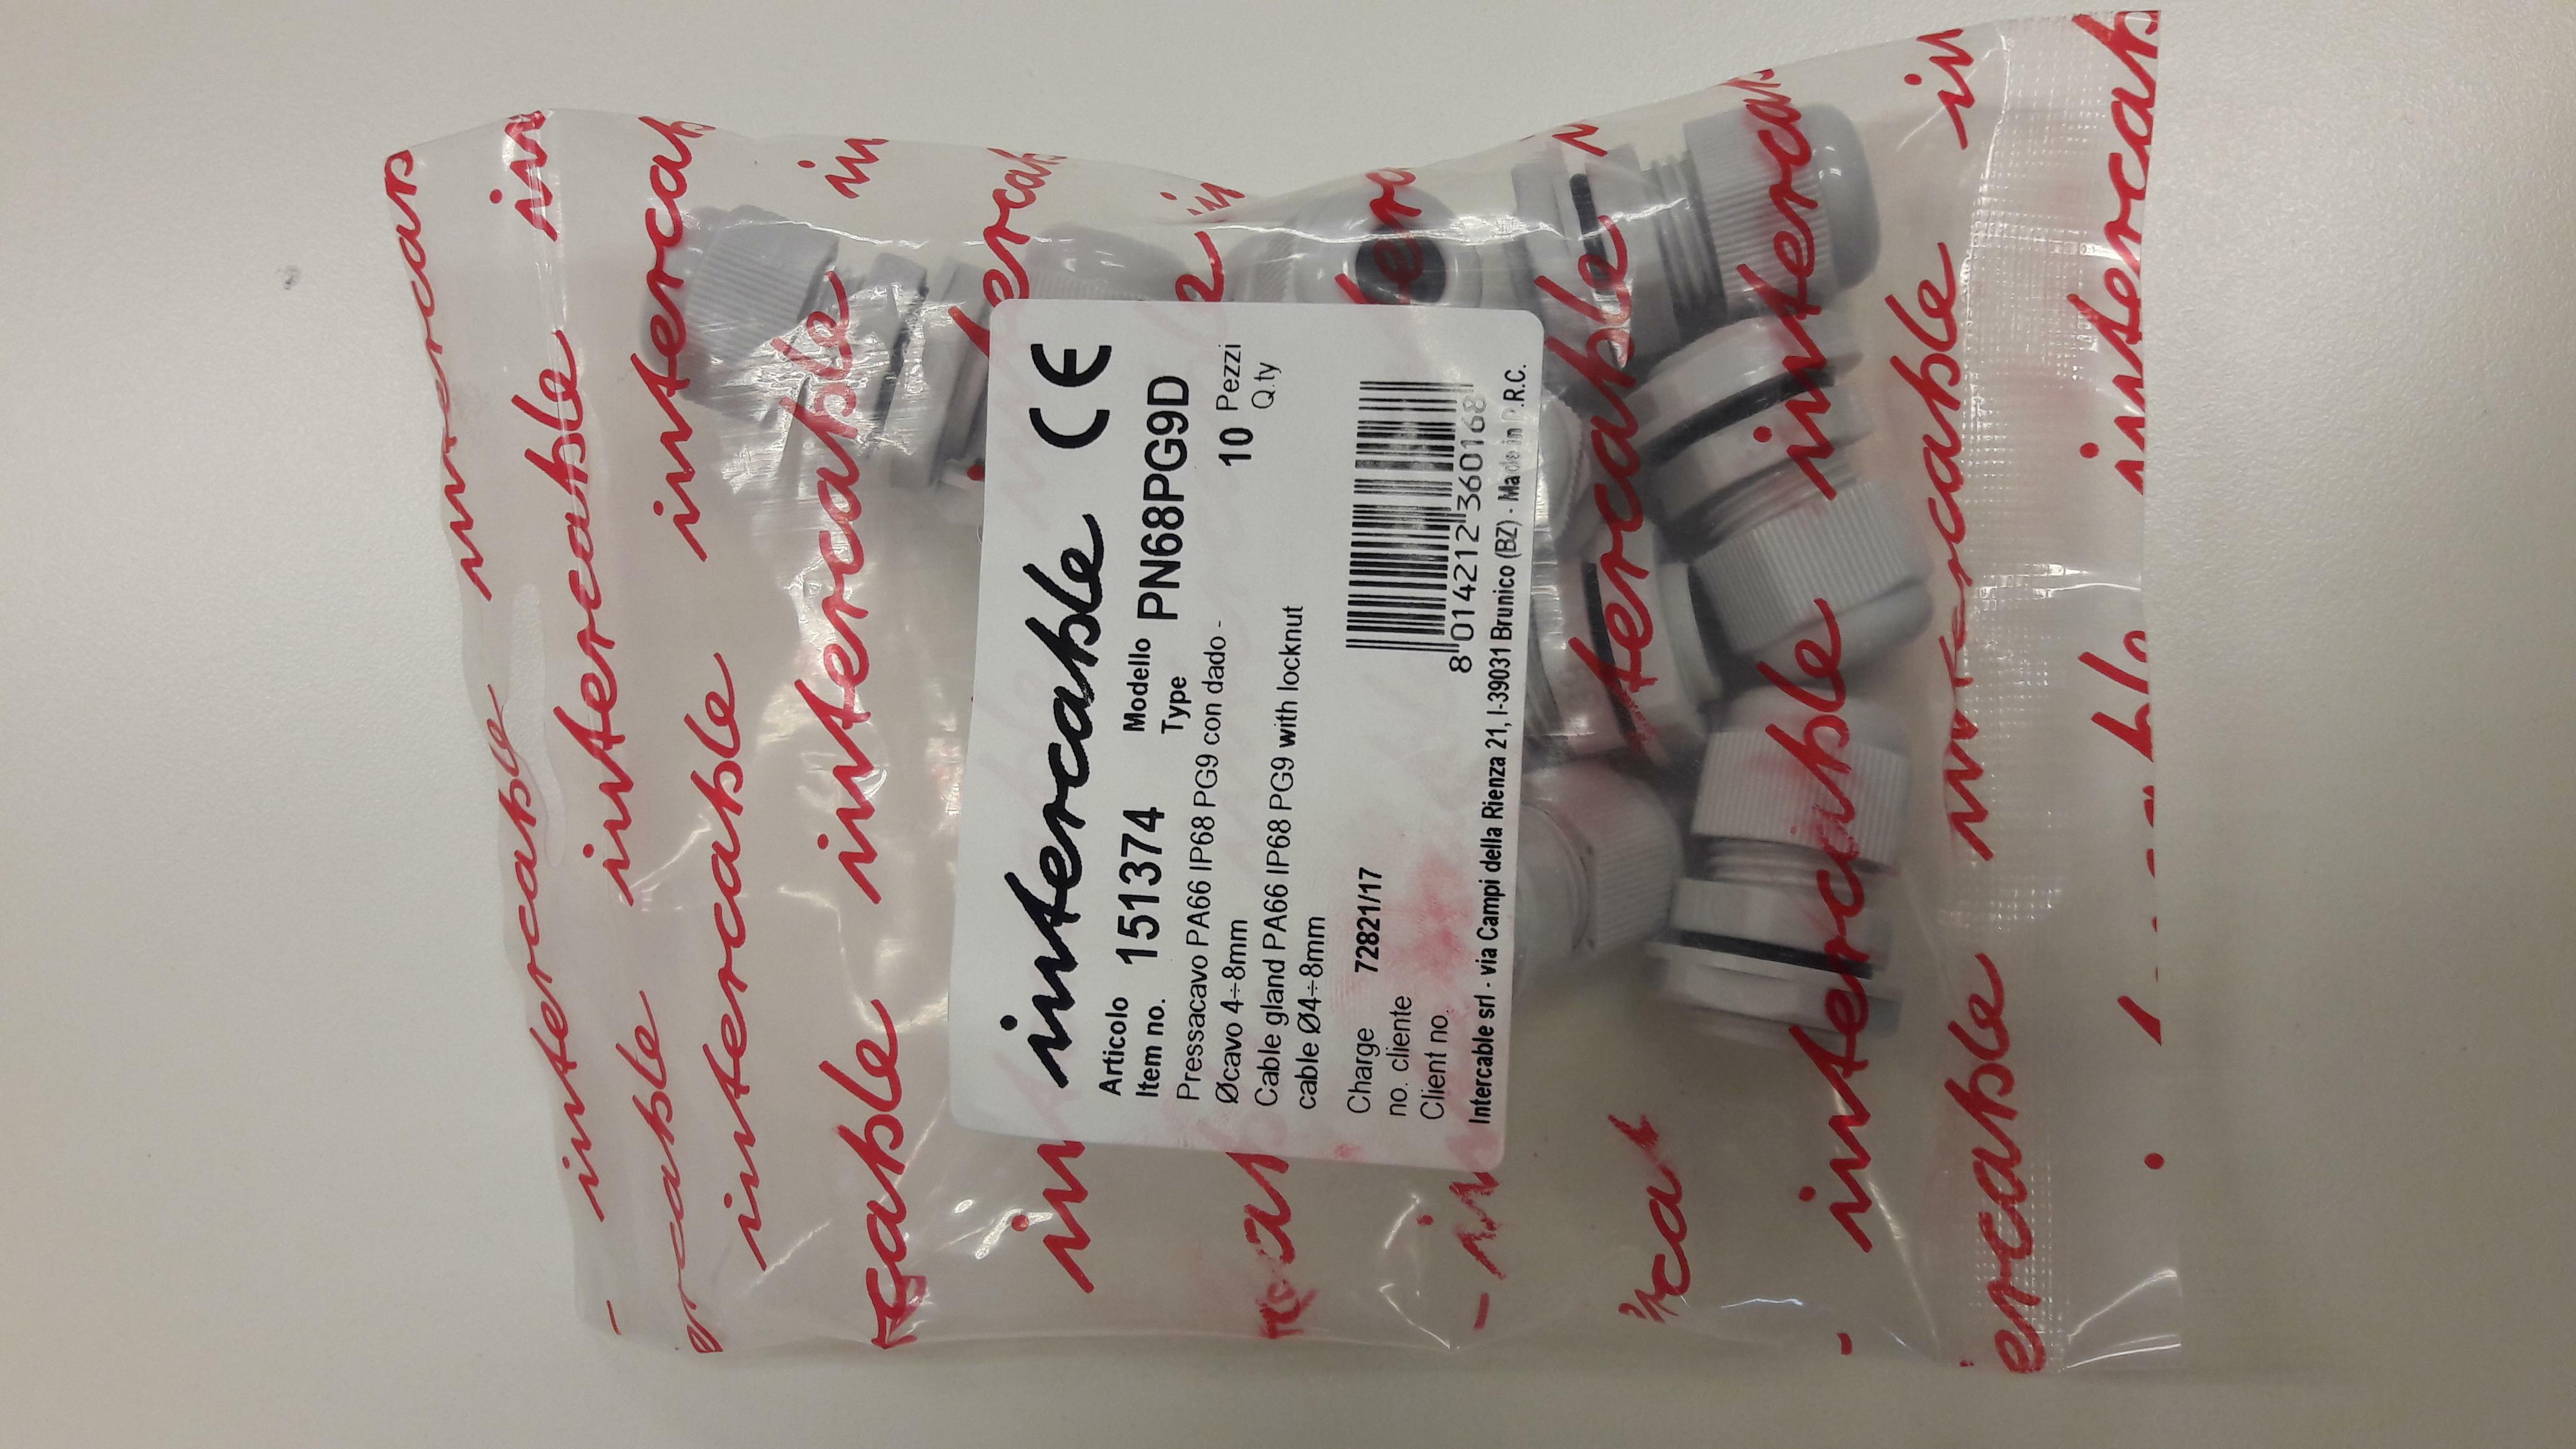 intercable CE
Articolo
Item no. 151374 Modello
Type PN68PG9D
Pressacavo PA66 IP68 PG9 con dado -
Øcavo 4÷8mm
10 Pezzi
Q.ty
Cable gland PA66 IP68 PG9 with locknut
cable Ø4÷8mm
Charge 72821/17
no. cliente
Client no.
8 014212 360168
Intercable srl - via Campi della Rienza 21, I-39031 Brunico (BZ) - Made in P.R.C.
intercable
intercable
intercable
intercable
intercable
intercable